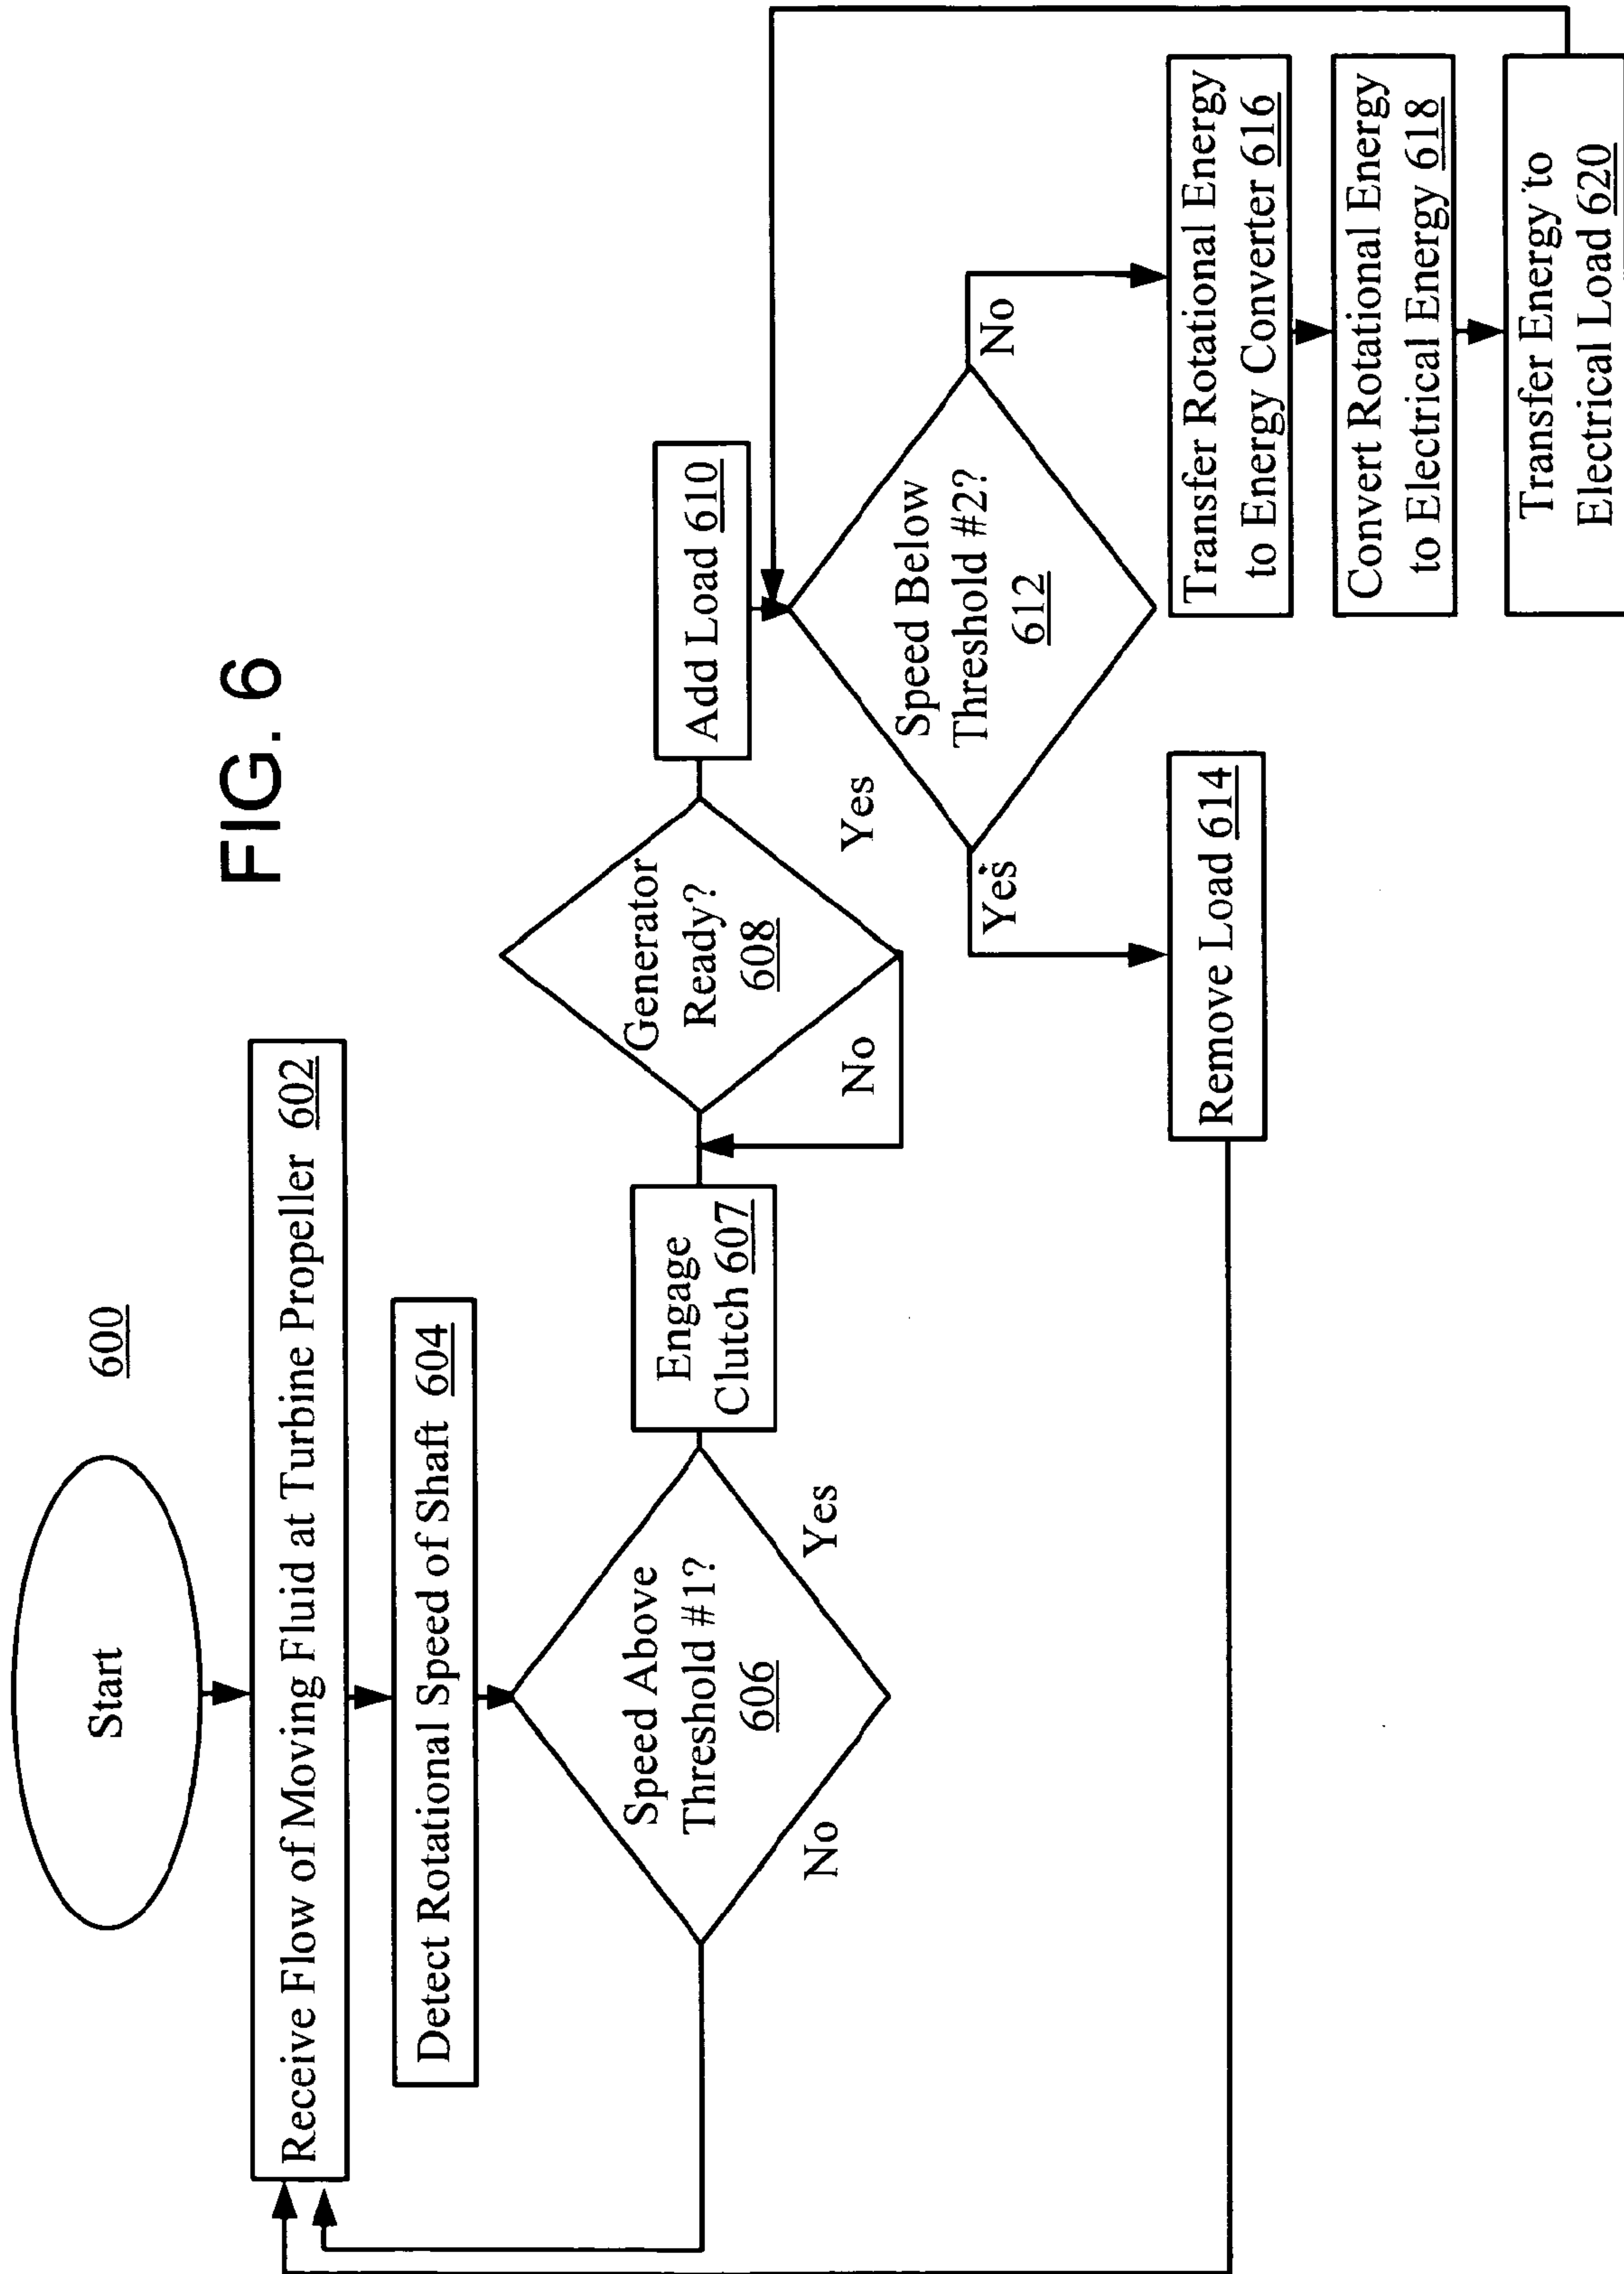 FIG. 6
600
Start
Receive Flow of Moving Fluid at Turbine Propeller 602
Detect Rotational Speed of Shaft 604
Speed Above
Threshold #1?
606
No
Yes
Engage
Clutch 607
Generator
Ready?
608
No
Yes
Add Load 610
Speed Below
Threshold #2?
612
Yes
No
Remove Load 614
Transfer Rotational Energy
to Energy Converter 616
Convert Rotational Energy
to Electrical Energy 618
Transfer Energy to
Electrical Load 620